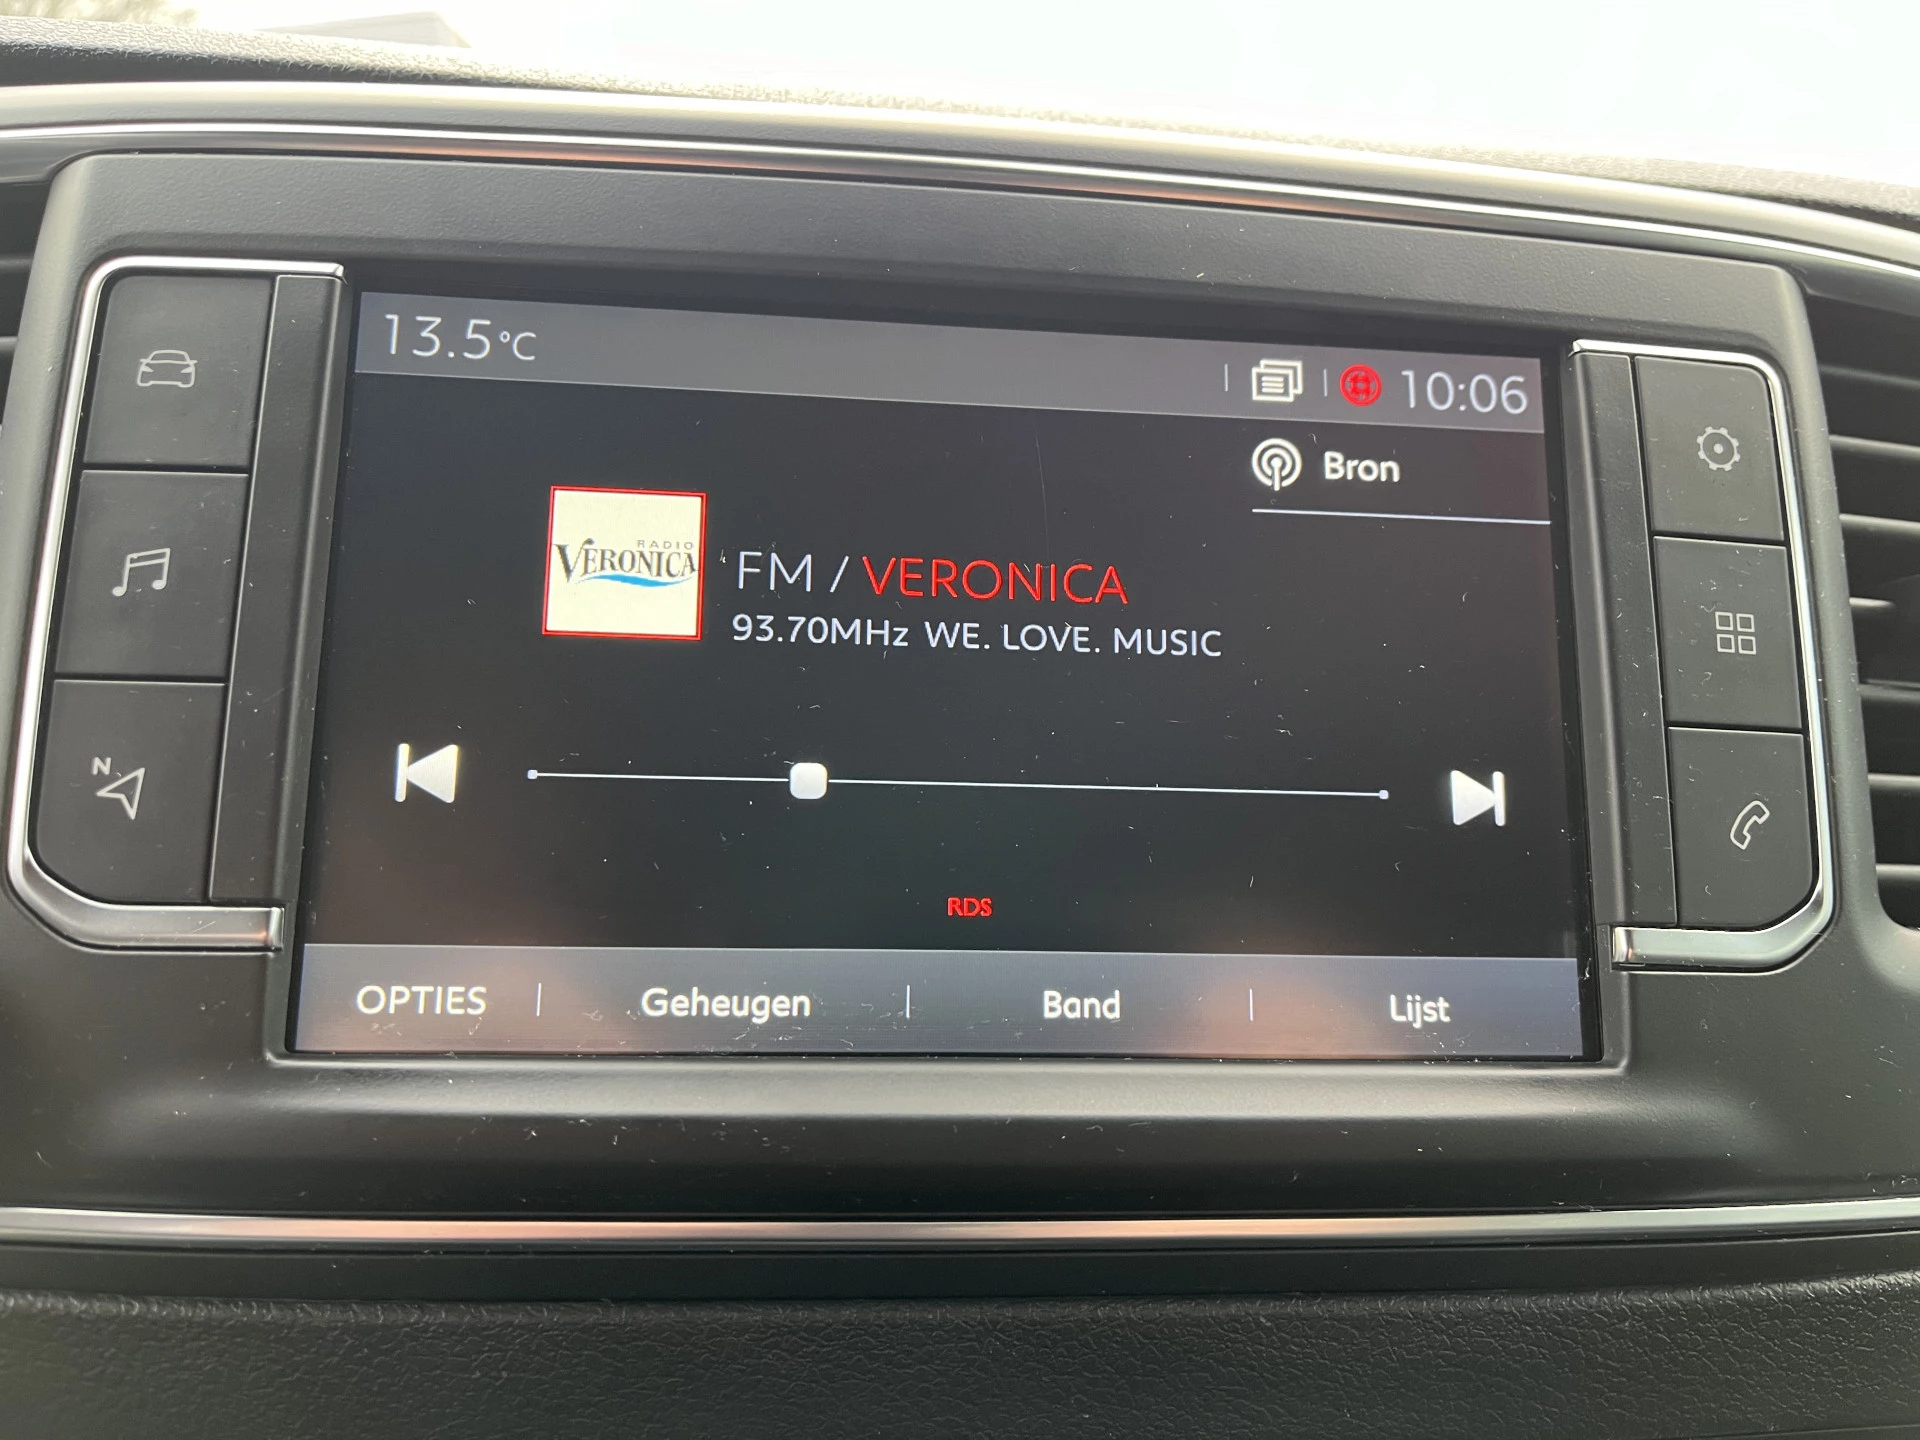 13.5°C
10:06
Bron
RADIO
VERONICA
FM / VERONICA
93.70MHz WE. LOVE. MUSIC
N
RDS
OPTIES
Geheugen
Band
Lijst